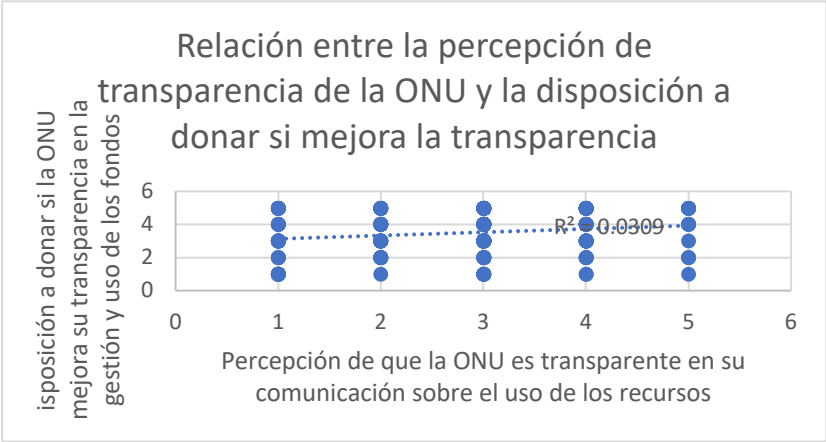 Relación entre la percepción de
transparencia de la ONU y la disposición a
donar si mejora la transparencia
isposición a donar si la ONU
mejora su transparencia en la
gestión y uso de los fondos
6
4
2
0
R² = 0.0309
0 1 2 3 4 5 6
Percepción de que la ONU es transparente en su
comunicación sobre el uso de los recursos